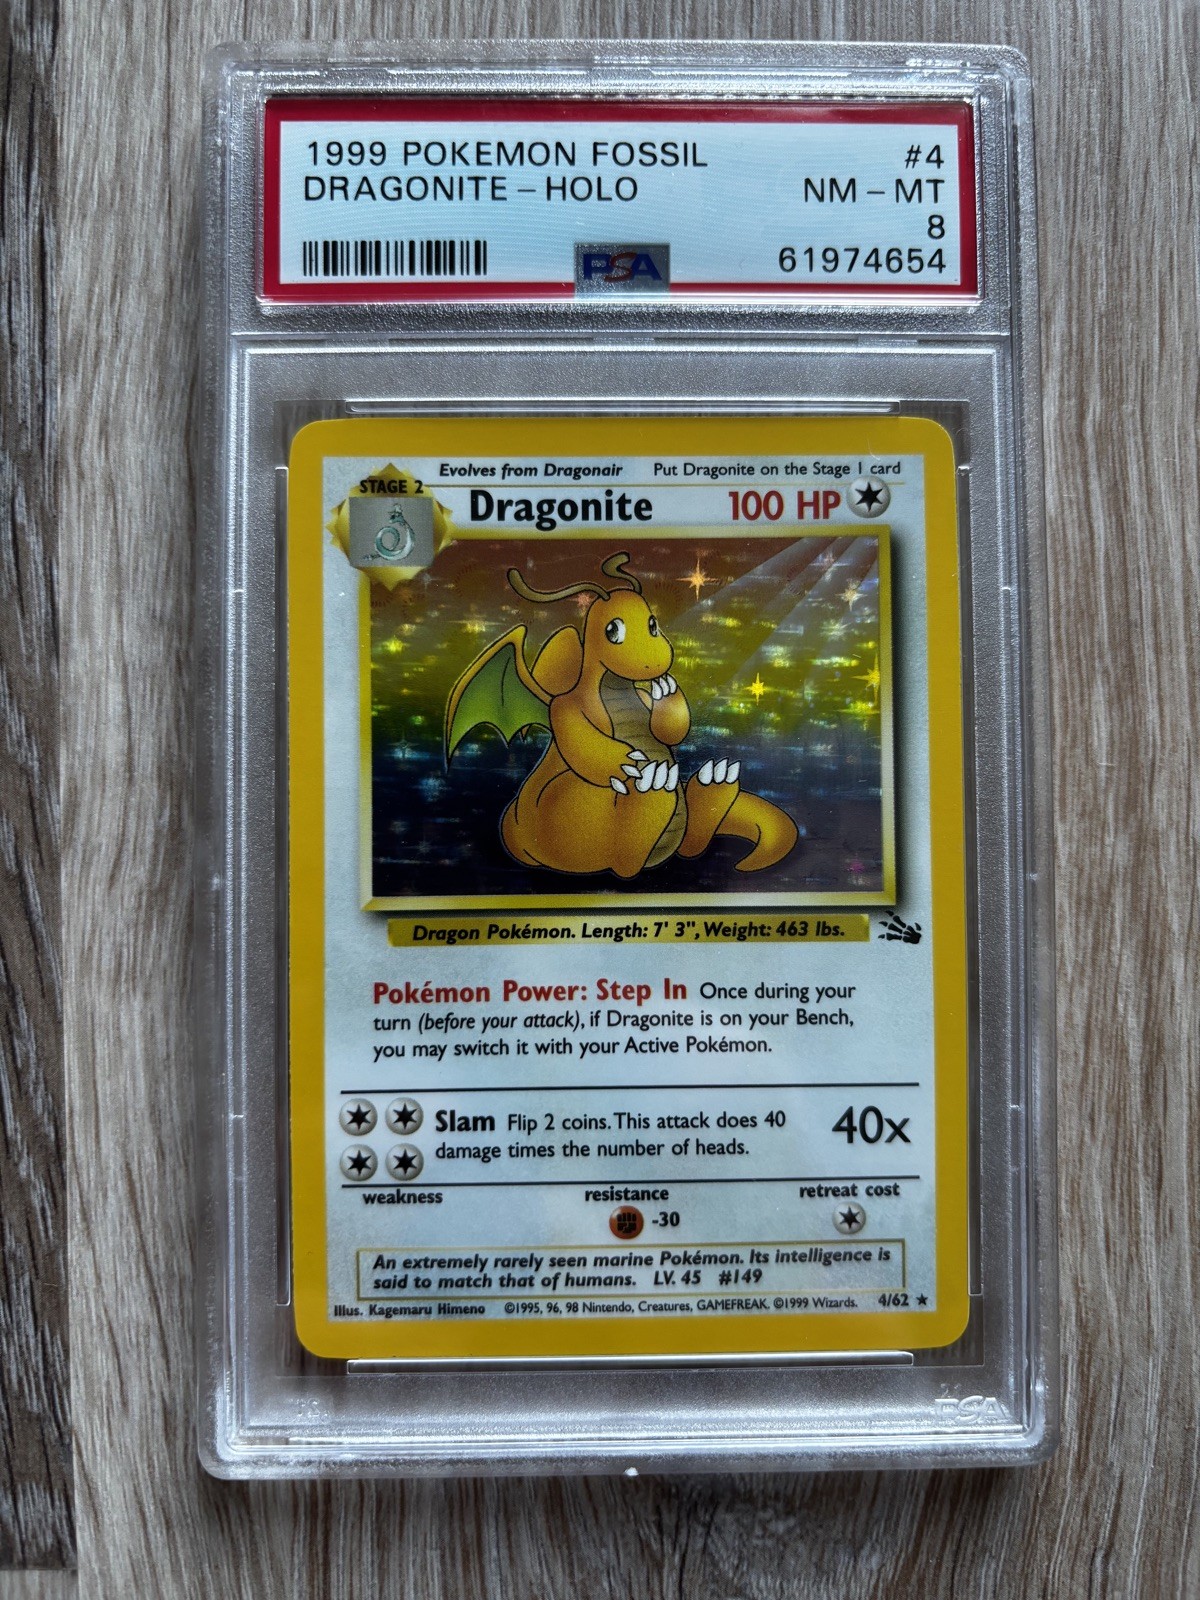 1999 POKEMON FOSSIL #4
DRAGONITE – HOLO NM – MT
8
PSA 61974654
Evolves from Dragonair Put Dragonite on the Stage 1 card
STAGE 2
Dragonite 100 HP
Dragon Pokémon. Length: 7' 3", Weight: 463 lbs.
Pokémon Power: Step In Once during your
turn (before your attack), if Dragonite is on your Bench,
you may switch it with your Active Pokémon.
Slam Flip 2 coins. This attack does 40 40x
damage times the number of heads.
weakness resistance retreat cost
-30
An extremely rarely seen marine Pokémon. Its intelligence is
said to match that of humans. LV. 45 #149
Illus. Kagemaru Himeno ©1995, 96, 98 Nintendo, Creatures, GAMEFREAK. ©1999 Wizards. 4/62 ★
PSA